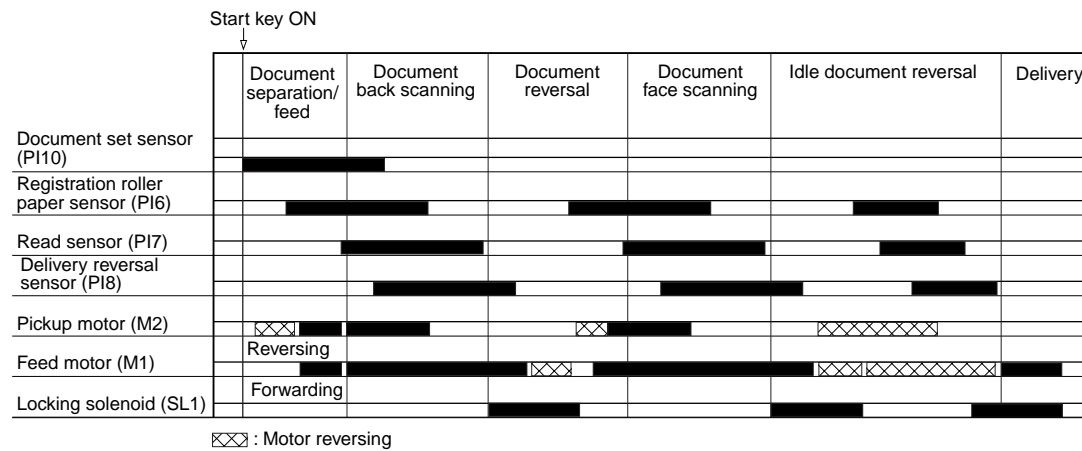 Start key ON
Document
separation/
feed
Document
back scanning
Document
reversal
Document
face scanning
Idle document reversal
Delivery
Document set sensor
(PI10)
Registration roller
paper sensor (PI6)
Read sensor (PI7)
Delivery reversal
sensor (PI8)
Pickup motor (M2)
Reversing
Feed motor (M1)
Forwarding
Locking solenoid (SL1)
: Motor reversing